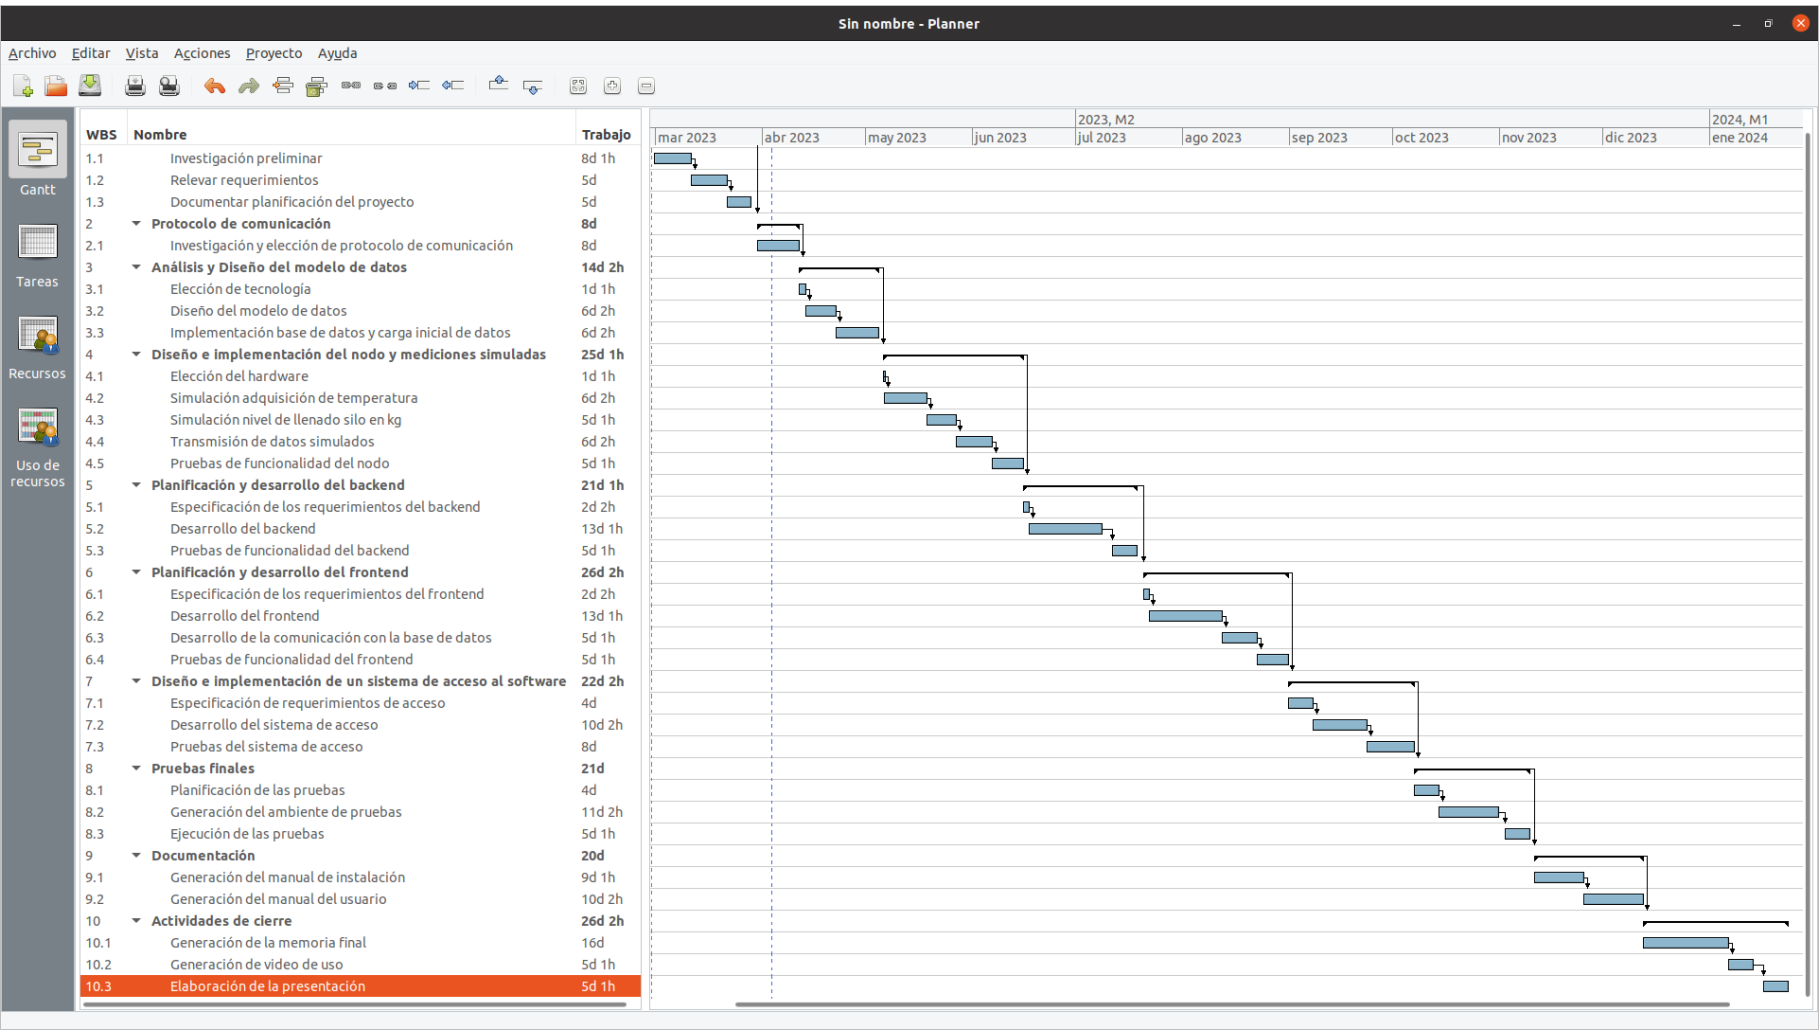 Sin nombre - Planner
Archivo Editar Vista Acciones Proyecto Ayuda
Gantt
Tareas
Recursos
Uso de
recursos
WBS Nombre Trabajo
2023, M2 2024, M1
mar 2023 abr 2023 may 2023 jun 2023 jul 2023 ago 2023 sep 2023 oct 2023 nov 2023 dic 2023 ene 2024
1.1 Investigación preliminar 8d 1h
1.2 Relevar requerimientos 5d
1.3 Documentar planificación del proyecto 5d
2 Protocolo de comunicación 8d
2.1 Investigación y elección de protocolo de comunicación 8d
3 Análisis y Diseño del modelo de datos 14d 2h
3.1 Elección de tecnología 1d 1h
3.2 Diseño del modelo de datos 6d 2h
3.3 Implementación base de datos y carga inicial de datos 6d 2h
4 Diseño e implementación del nodo y mediciones simuladas 25d 1h
4.1 Elección del hardware 1d 1h
4.2 Simulación adquisición de temperatura 6d 2h
4.3 Simulación nivel de llenado silo en kg 5d 1h
4.4 Transmisión de datos simulados 6d 2h
4.5 Pruebas de funcionalidad del nodo 5d 1h
5 Planificación y desarrollo del backend 21d 1h
5.1 Especificación de los requerimientos del backend 2d 2h
5.2 Desarrollo del backend 13d 1h
5.3 Pruebas de funcionalidad del backend 5d 1h
6 Planificación y desarrollo del frontend 26d 2h
6.1 Especificación de los requerimientos del frontend 2d 2h
6.2 Desarrollo del frontend 13d 1h
6.3 Desarrollo de la comunicación con la base de datos 5d 1h
6.4 Pruebas de funcionalidad del frontend 5d 1h
7 Diseño e implementación de un sistema de acceso al software 22d 2h
7.1 Especificación de requerimientos de acceso 4d
7.2 Desarrollo del sistema de acceso 10d 2h
7.3 Pruebas del sistema de acceso 8d
8 Pruebas finales 21d
8.1 Planificación de las pruebas 4d
8.2 Generación del ambiente de pruebas 11d 2h
8.3 Ejecución de las pruebas 5d 1h
9 Documentación 20d
9.1 Generación del manual de instalación 9d 1h
9.2 Generación del manual del usuario 10d 2h
10 Actividades de cierre 26d 2h
10.1 Generación de la memoria final 16d
10.2 Generación de video de uso 5d 1h
10.3 Elaboración de la presentación 5d 1h